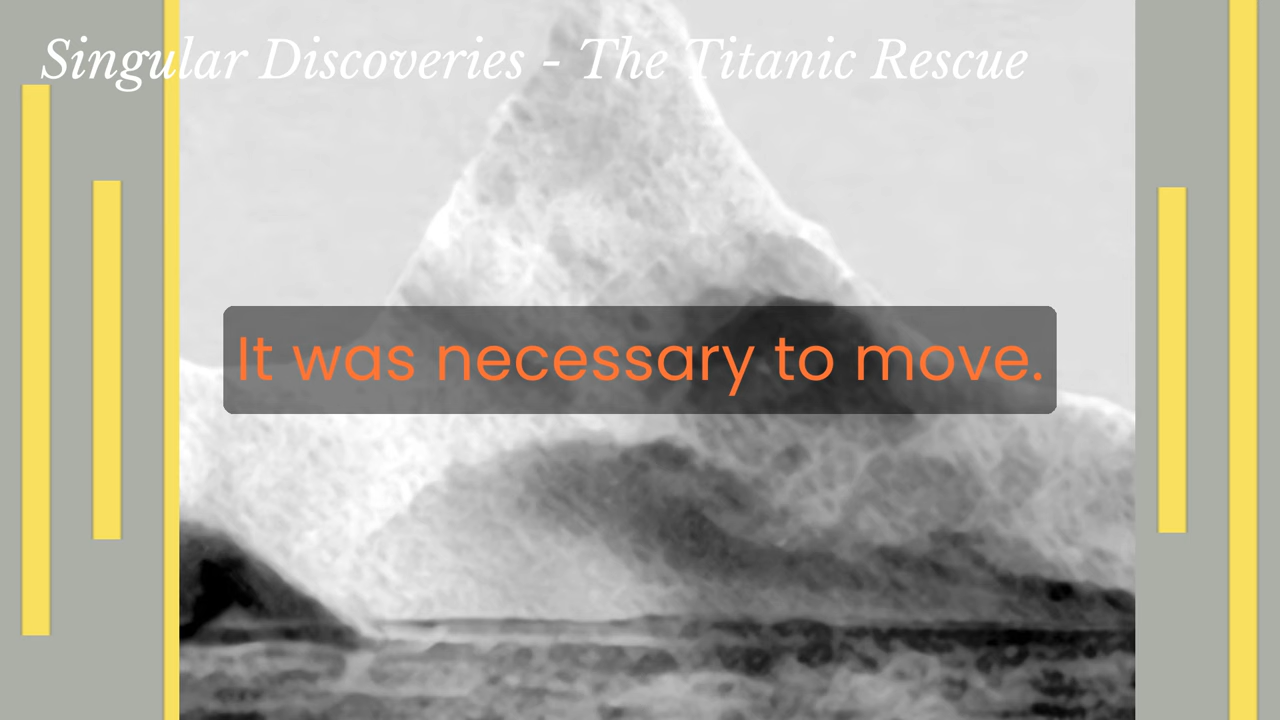 Singular Discoveries - The Titanic Rescue
It was necessary to move.